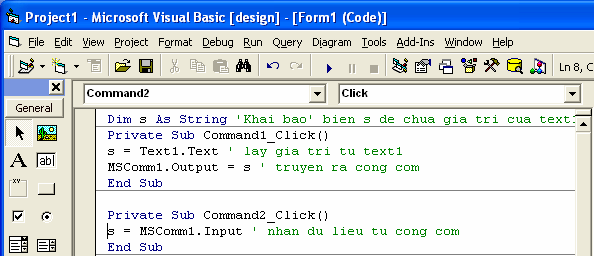 Project1 - Microsoft Visual Basic [design] - [Form1 (Code)]
File Edit View Project Format Debug Run Query Diagram Tools Add-Ins Window Help
Ln 8, C
General
Command2 Click
A ab|
xy
Dim s As String 'Khai bao' bien s de chua gia tri cua text1
Private Sub Command1_Click()
s = Text1.Text ' lay gia tri tu text1
MSComm1.Output = s ' truyen ra cong com
End Sub
Private Sub Command2_Click()
s = MSComm1.Input ' nhan du lieu tu cong com
End Sub